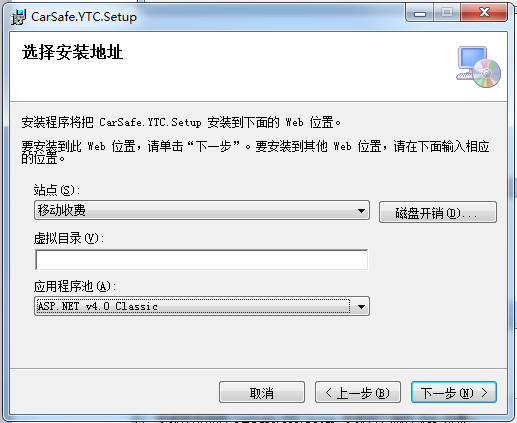 CarSafe.YTC.Setup
选择安装地址
安装程序将把 CarSafe.YTC.Setup 安装到下面的 Web 位置。
要安装到此 Web 位置，请单击“下一步”。要安装到其他 Web 位置，请在下面输入相应
的位置。
站点(S):
移动收费
磁盘开销(D)...
虚拟目录(V):
应用程序池(A):
ASP.NET v4.0 Classic
取消
< 上一步(B)
下一步(N) >